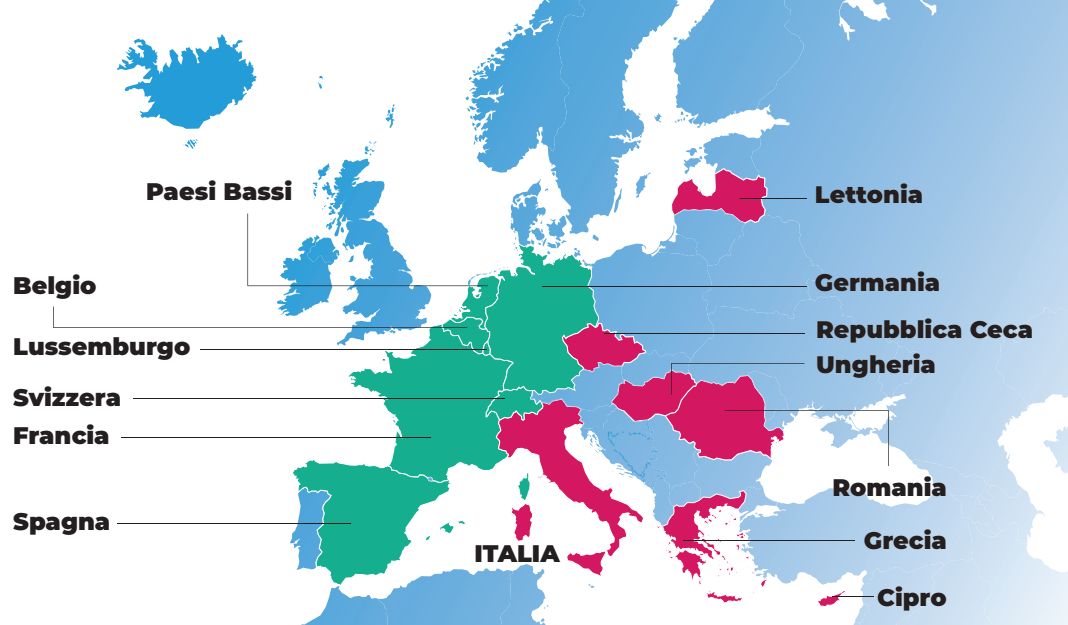 Paesi Bassi
Lettonia
Belgio
Germania
Repubblica Ceca
Lussemburgo
Ungheria
Svizzera
Francia
Romania
Spagna
Grecia
ITALIA
Cipro